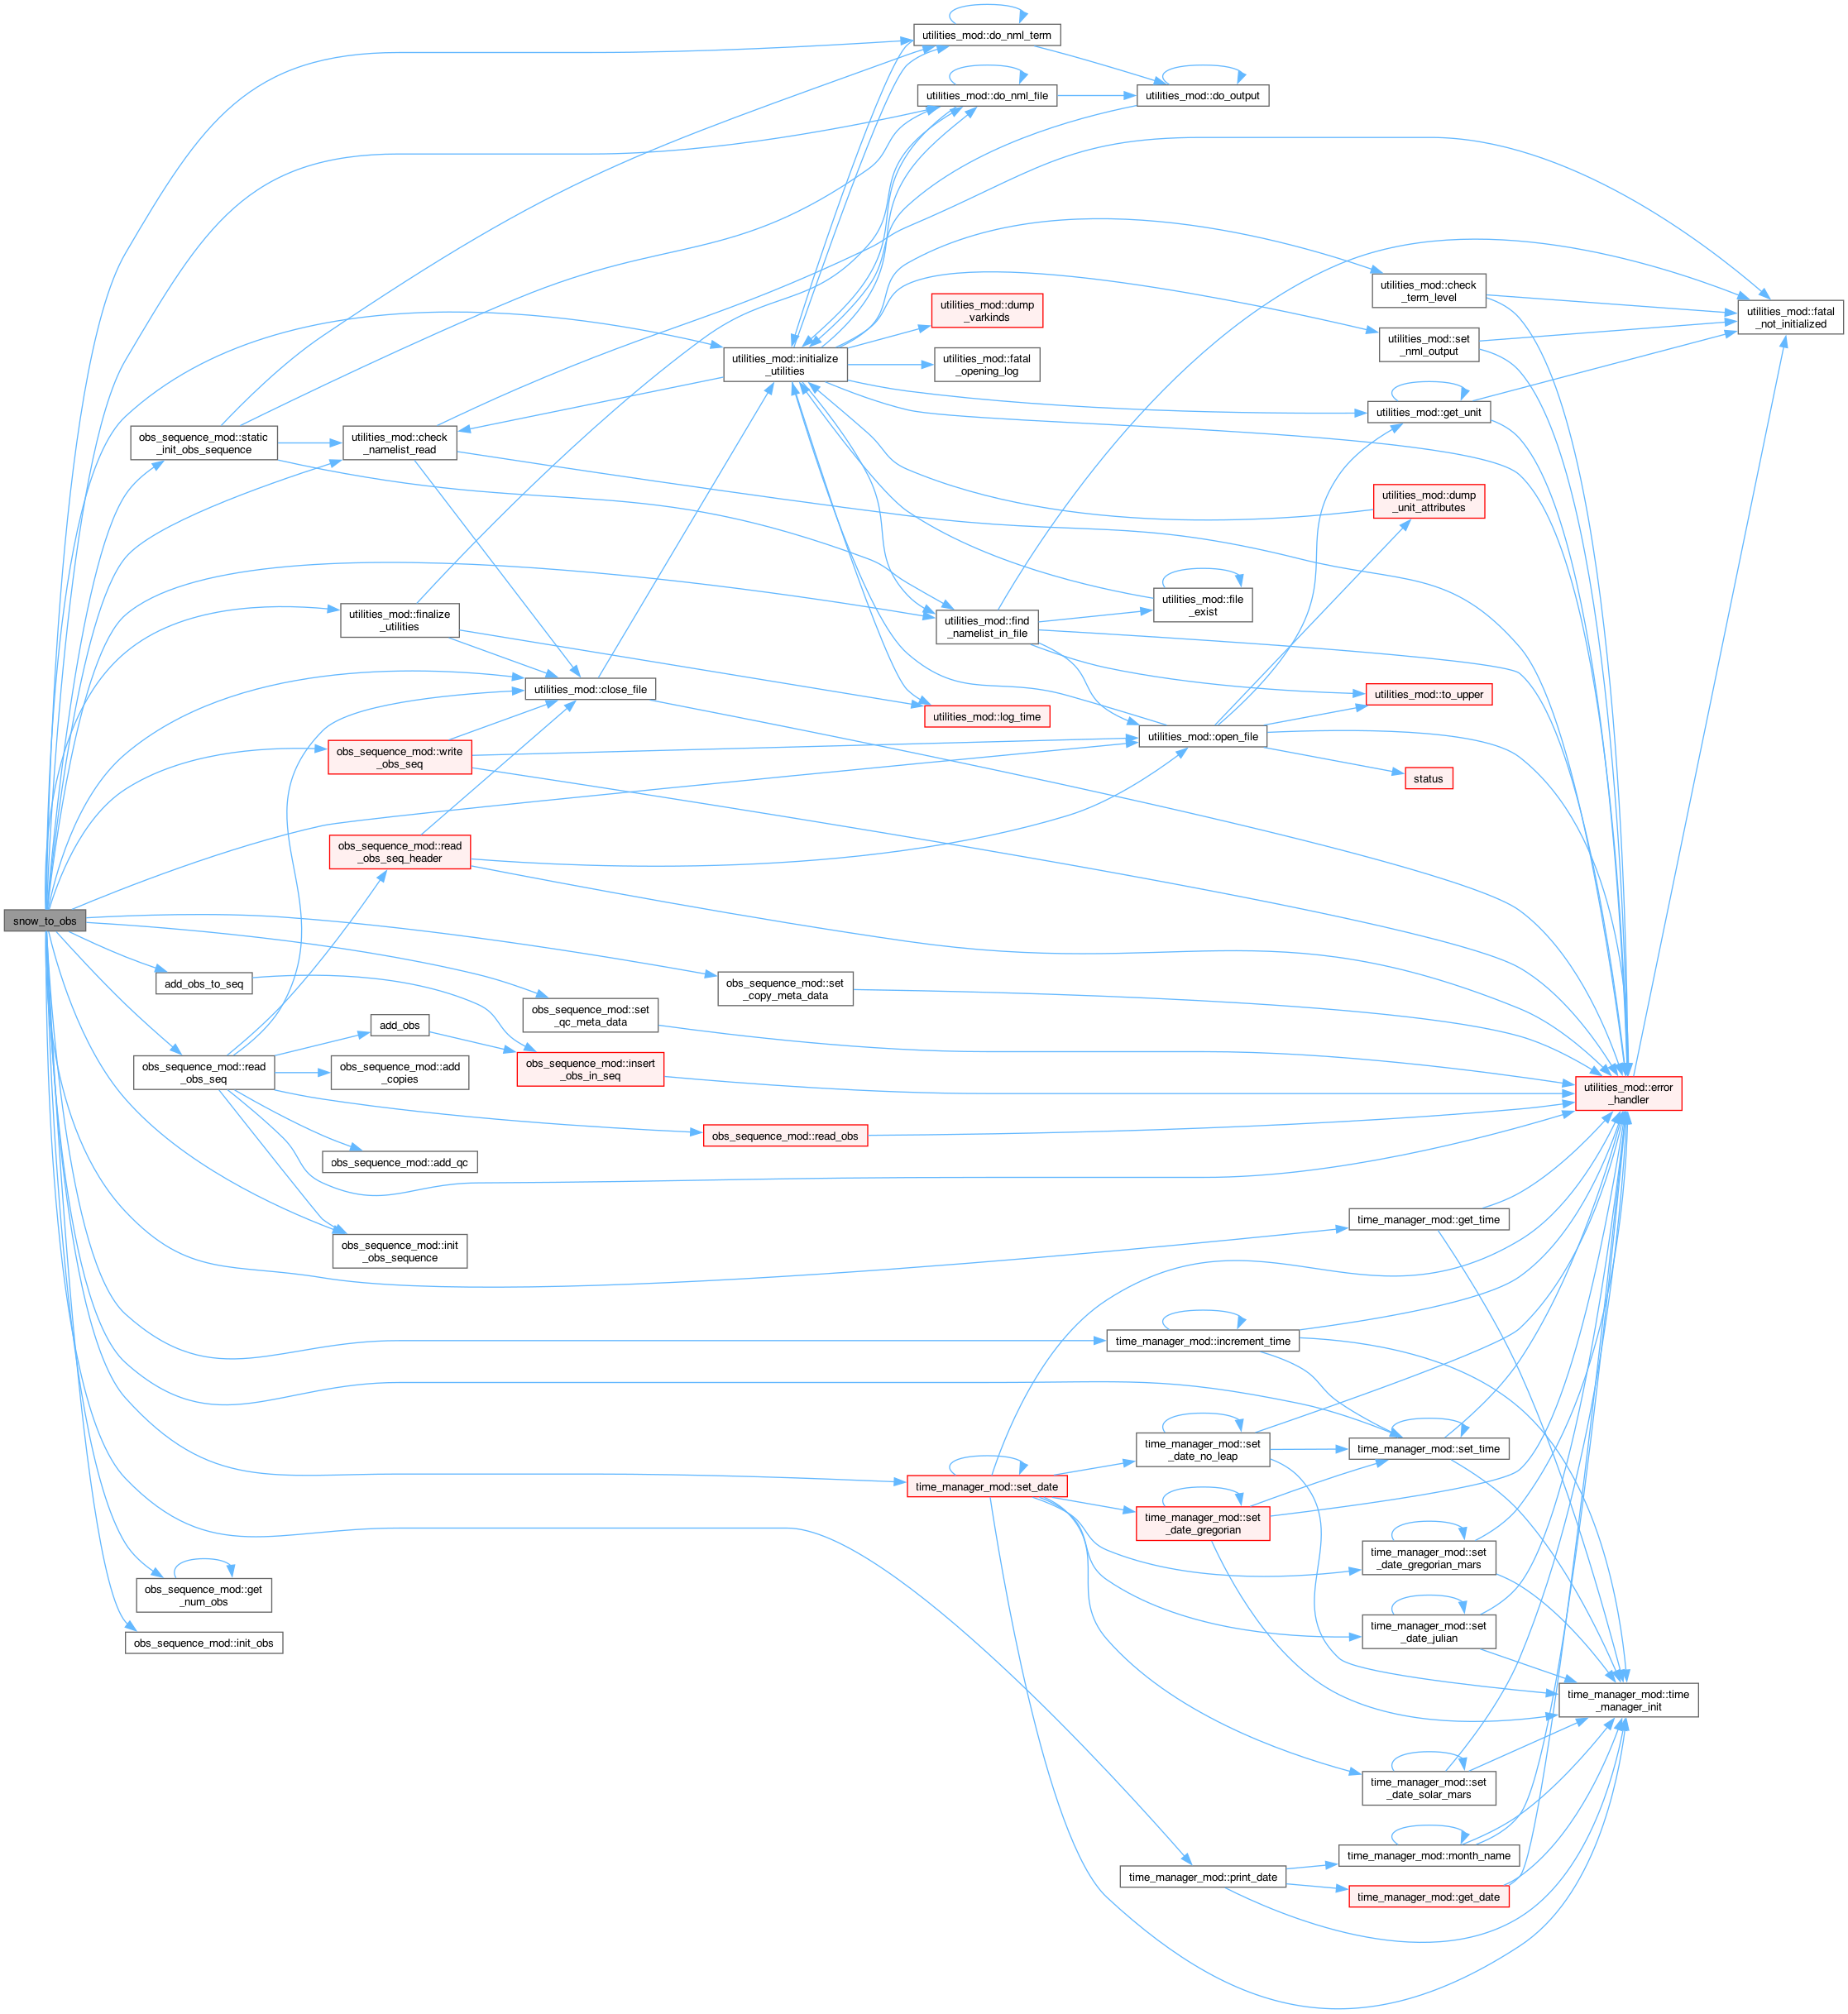 utilities_mod::do_nml_term
utilities_mod::do_nml_file
utilities_mod::do_output
utilities_mod::check
_term_level
utilities_mod::dump
_varkinds
utilities_mod::fatal
_not_initialized
utilities_mod::set
_nml_output
utilities_mod::initialize
_utilities
utilities_mod::fatal
_opening_log
utilities_mod::get_unit
obs_sequence_mod::static
_init_obs_sequence
utilities_mod::check
_namelist_read
utilities_mod::dump
_unit_attributes
utilities_mod::file
_exist
utilities_mod::finalize
_utilities
utilities_mod::find
_namelist_in_file
utilities_mod::close_file
utilities_mod::to_upper
utilities_mod::log_time
utilities_mod::open_file
obs_sequence_mod::write
_obs_seq
status
obs_sequence_mod::read
_obs_seq_header
snow_to_obs
add_obs_to_seq
obs_sequence_mod::set
_copy_meta_data
obs_sequence_mod::set
_qc_meta_data
add_obs
obs_sequence_mod::read
_obs_seq
obs_sequence_mod::add
_copies
obs_sequence_mod::insert
_obs_in_seq
utilities_mod::error
_handler
obs_sequence_mod::read_obs
obs_sequence_mod::add_qc
time_manager_mod::get_time
obs_sequence_mod::init
_obs_sequence
time_manager_mod::increment_time
time_manager_mod::set
_date_no_leap
time_manager_mod::set_time
time_manager_mod::set_date
time_manager_mod::set
_date_gregorian
time_manager_mod::set
_date_gregorian_mars
obs_sequence_mod::get
_num_obs
time_manager_mod::set
_date_julian
obs_sequence_mod::init_obs
time_manager_mod::time
_manager_init
time_manager_mod::set
_date_solar_mars
time_manager_mod::month_name
time_manager_mod::print_date
time_manager_mod::get_date